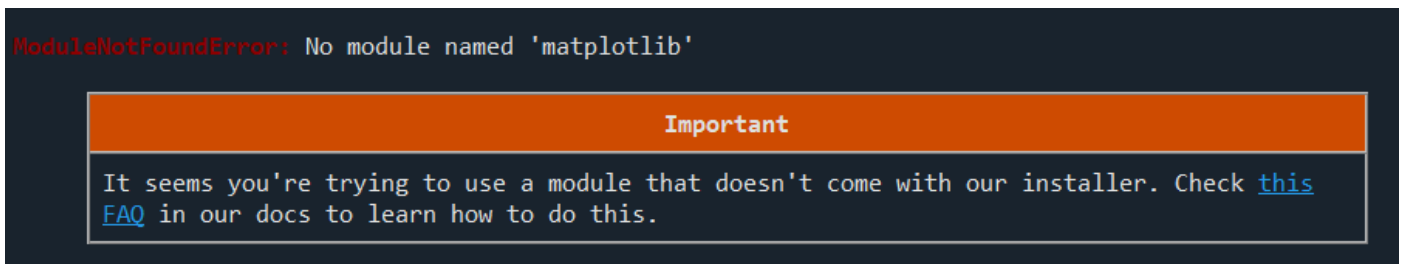 ModuleNotFoundError: No module named 'matplotlib'
Important
It seems you're trying to use a module that doesn't come with our installer. Check this
FAQ in our docs to learn how to do this.